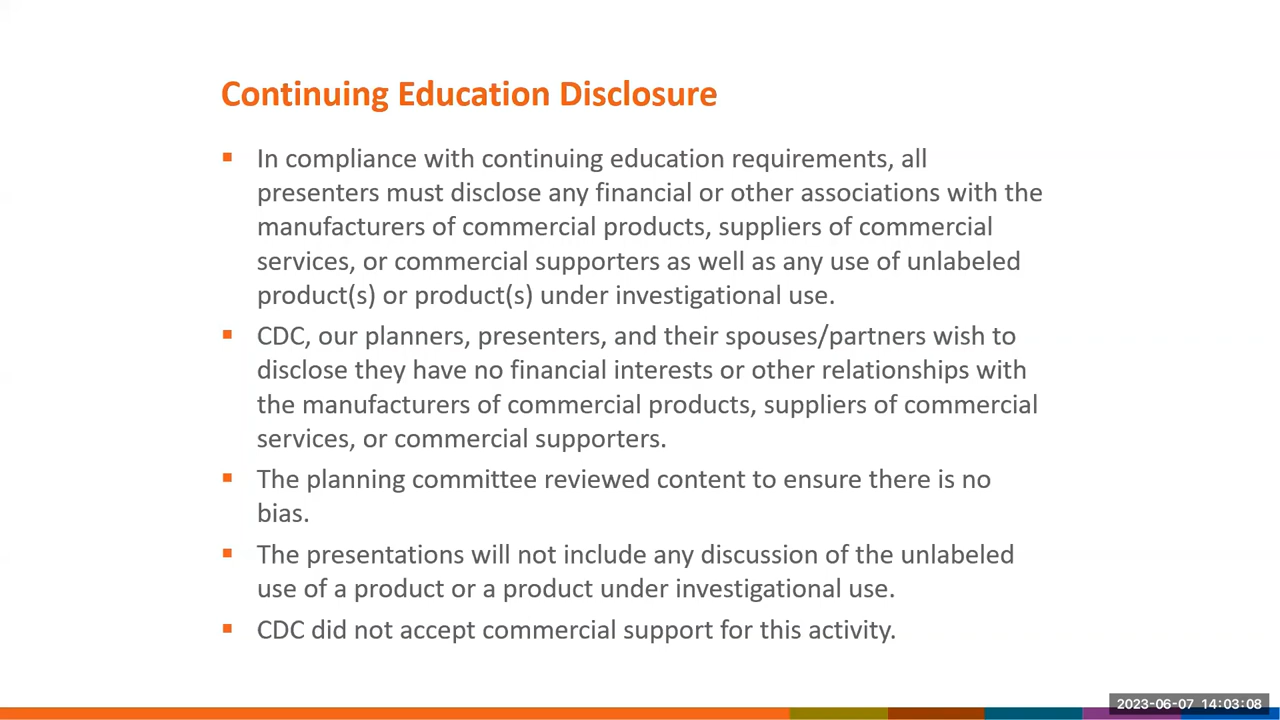 Continuing Education Disclosure
▪ In compliance with continuing education requirements, all
presenters must disclose any financial or other associations with the
manufacturers of commercial products, suppliers of commercial
services, or commercial supporters as well as any use of unlabeled
product(s) or product(s) under investigational use.
▪ CDC, our planners, presenters, and their spouses/partners wish to
disclose they have no financial interests or other relationships with
the manufacturers of commercial products, suppliers of commercial
services, or commercial supporters.
▪ The planning committee reviewed content to ensure there is no
bias.
▪ The presentations will not include any discussion of the unlabeled
use of a product or a product under investigational use.
▪ CDC did not accept commercial support for this activity.
2023-06-07 14:03:08